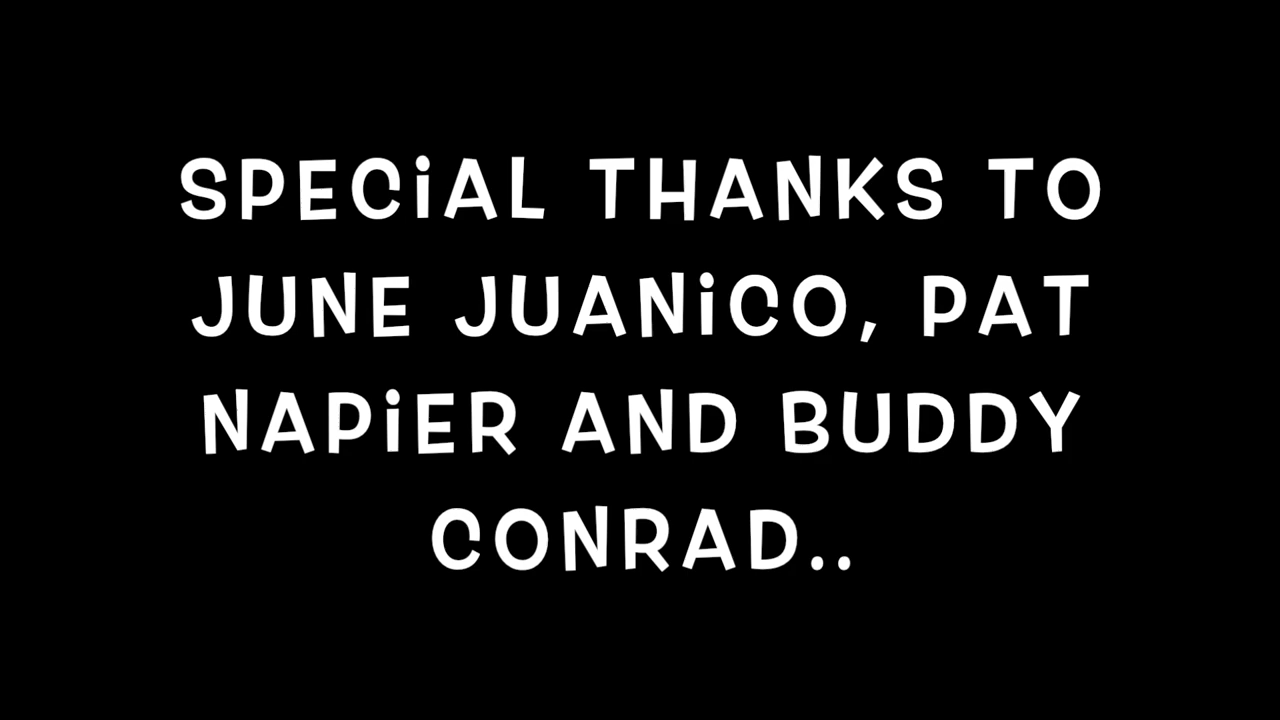 SPECiAL THANKS TO
JUNE JUANiCO, PAT
NAPiER AND BUDDY
CONRAD..